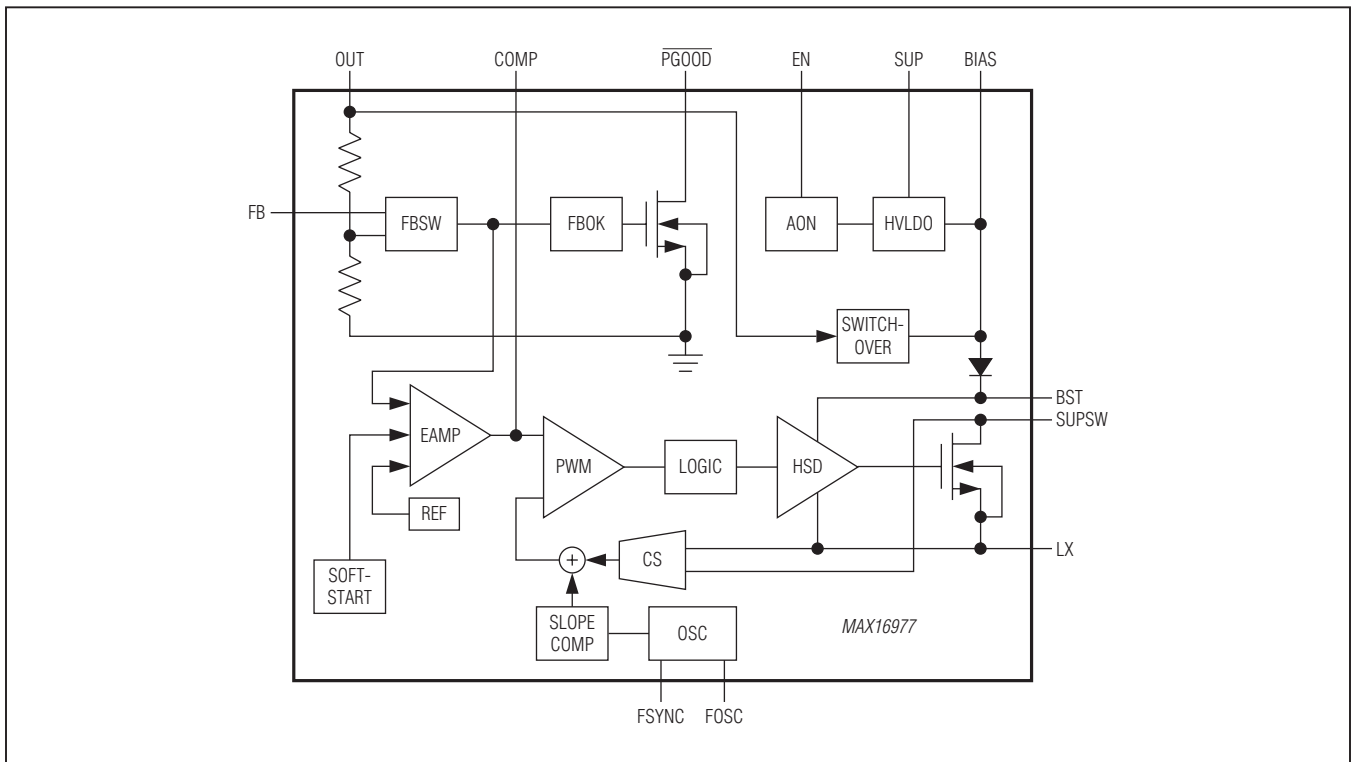 OUT COMP PGOOD EN SUP BIAS
FB
FBSW
FBOK
AON
HVLDO
SWITCH-
OVER
BST
SUPSW
EAMP
PWM
LOGIC
HSD
REF
LX
CS
+
SOFT-
START
SLOPE
COMP
OSC
MAX16977
FSYNC FOSC